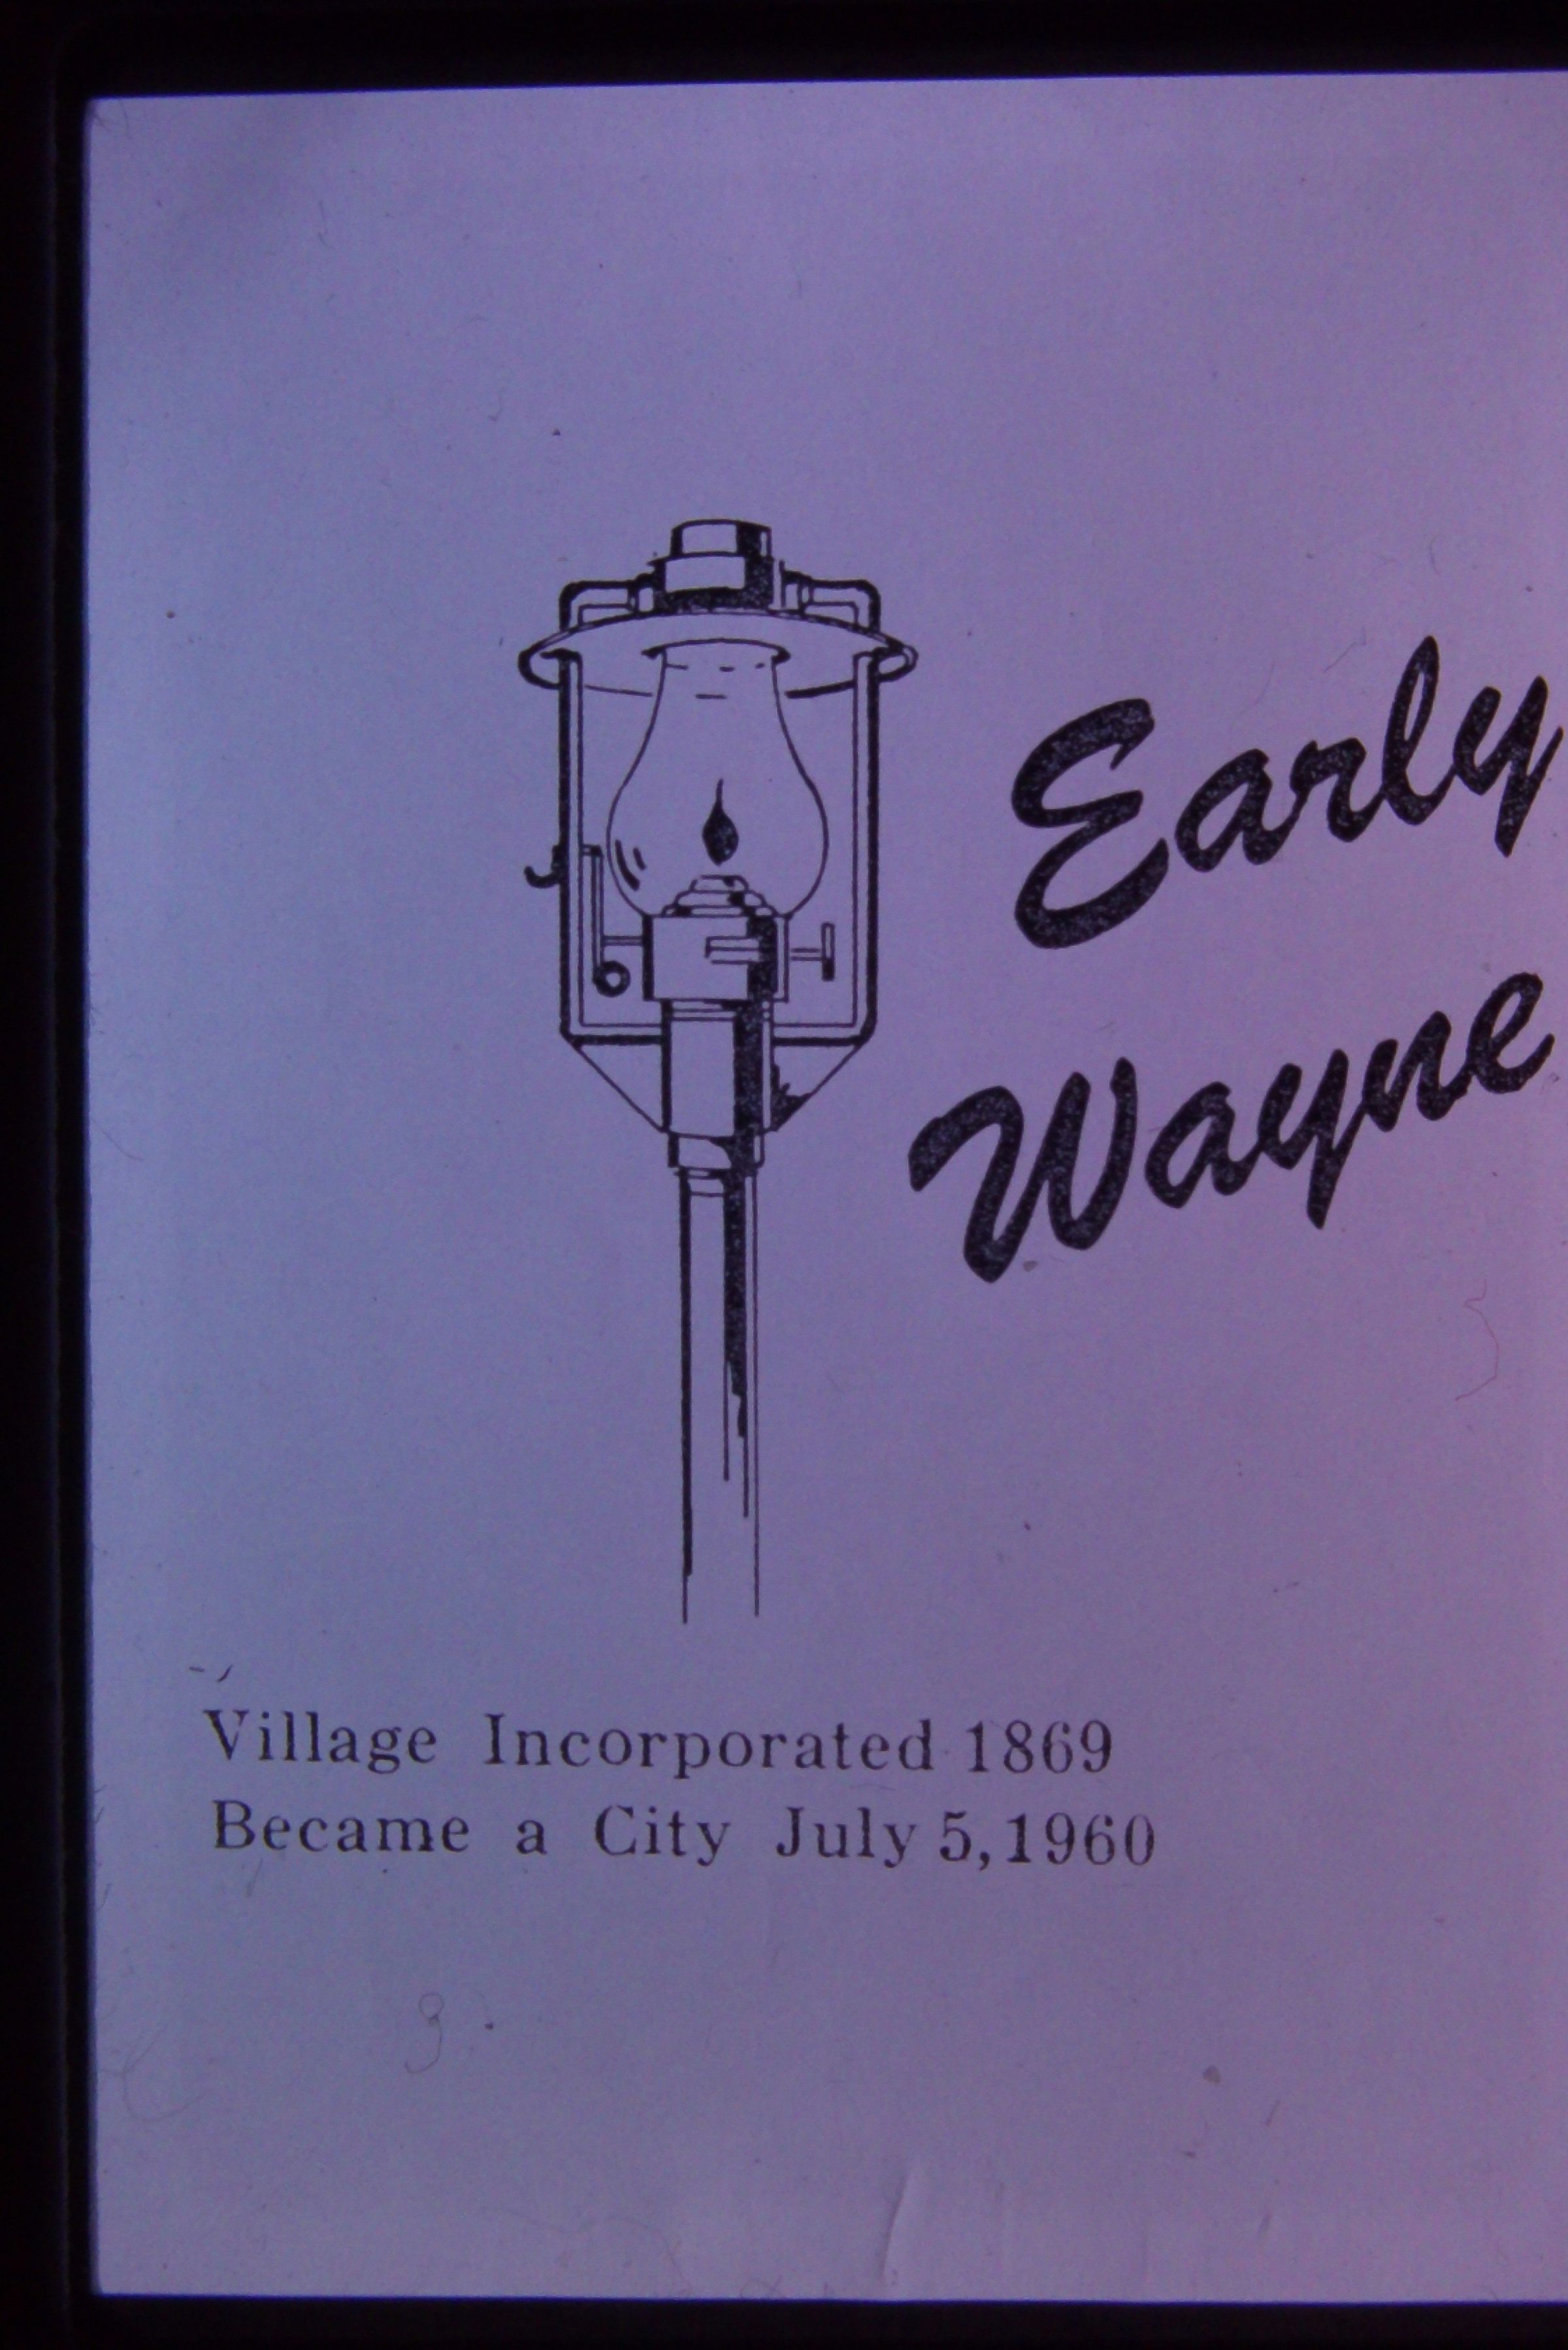 Early
Wayne
Village Incorporated 1869
Became a City July 5, 1960